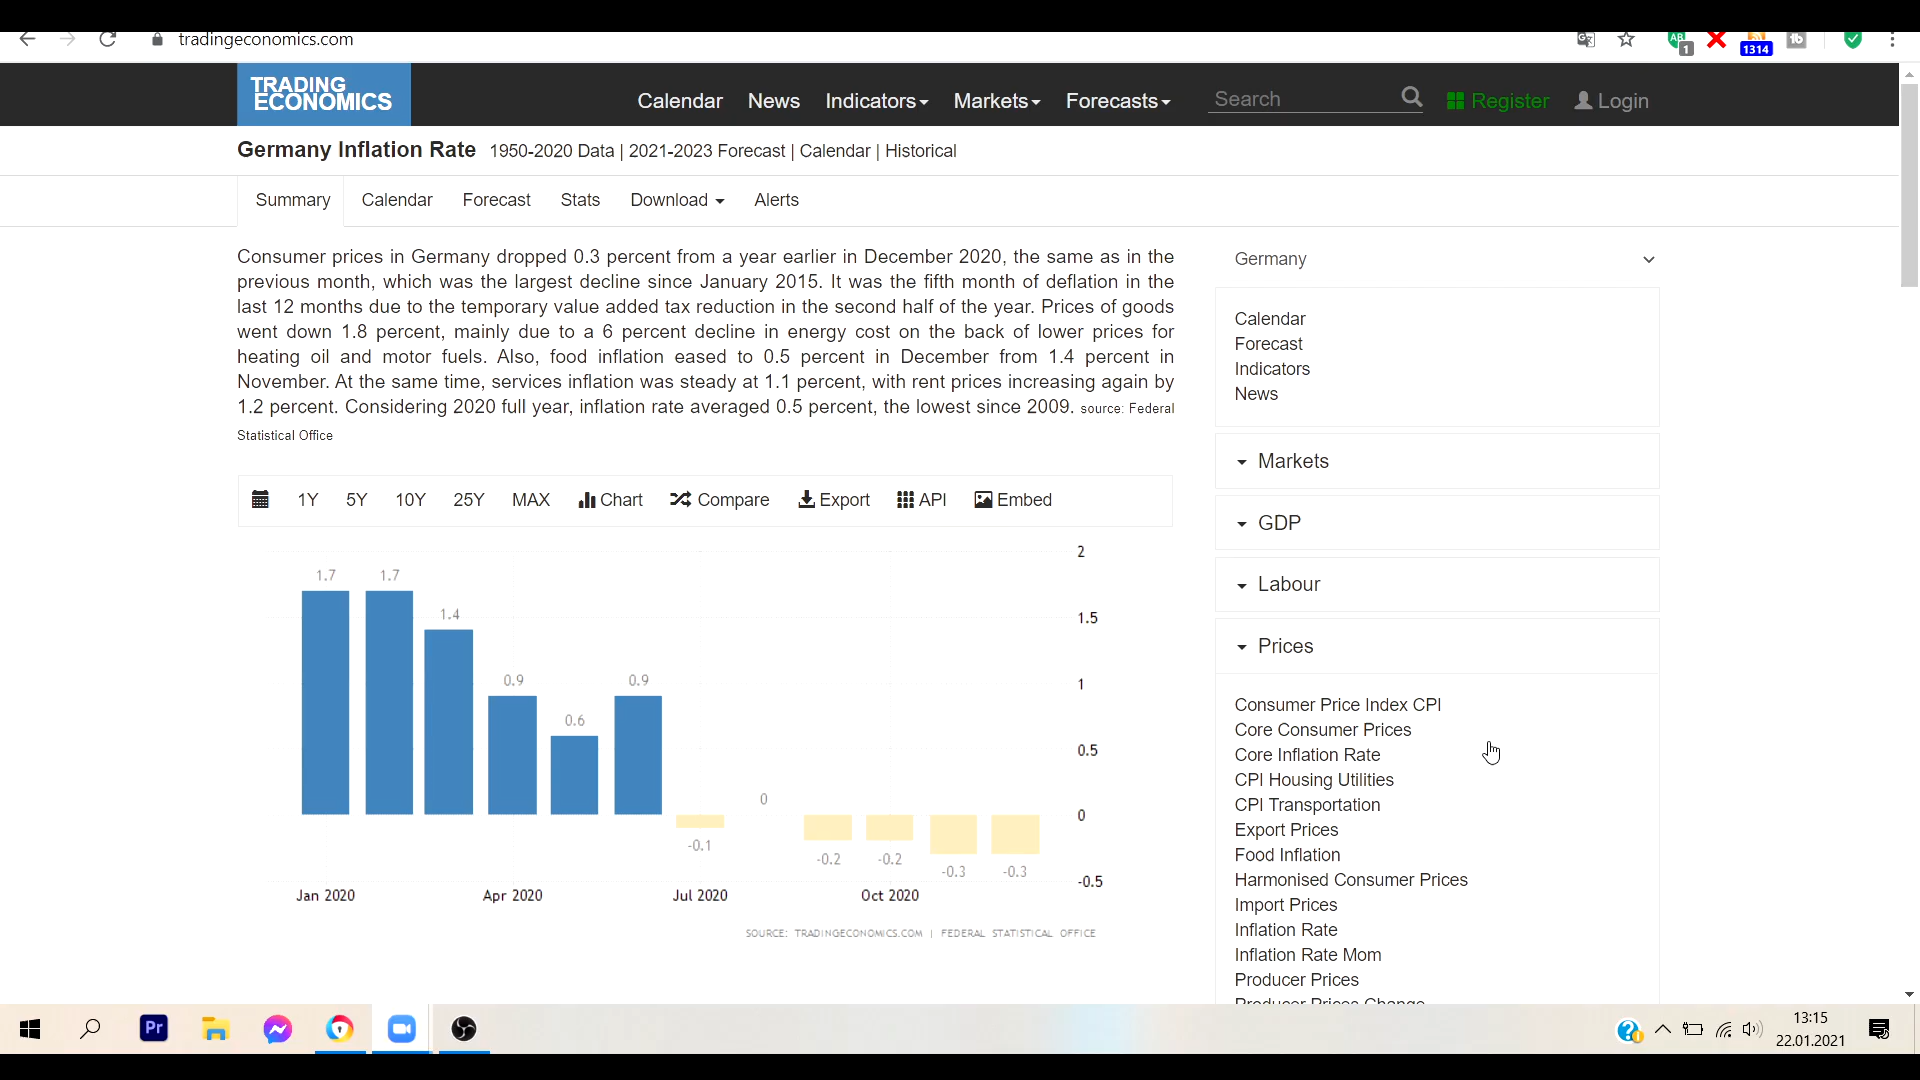 tradingeconomics.com
1
1314
TRADING
ECONOMICS
Calendar News Indicators Markets Forecasts Search Register Login
Germany Inflation Rate 1950-2020 Data | 2021-2023 Forecast | Calendar | Historical
Summary Calendar Forecast Stats Download Alerts
Consumer prices in Germany dropped 0.3 percent from a year earlier in December 2020, the same as in the
previous month, which was the largest decline since January 2015. It was the fifth month of deflation in the
last 12 months due to the temporary value added tax reduction in the second half of the year. Prices of goods
went down 1.8 percent, mainly due to a 6 percent decline in energy cost on the back of lower prices for
heating oil and motor fuels. Also, food inflation eased to 0.5 percent in December from 1.4 percent in
November. At the same time, services inflation was steady at 1.1 percent, with rent prices increasing again by
1.2 percent. Considering 2020 full year, inflation rate averaged 0.5 percent, the lowest since 2009. source: Federal
Statistical Office
1Y 5Y 10Y 25Y MAX Chart Compare Export API Embed
2
1.7 1.7
1.4
1.5
0.9 0.9
1
0.6
0.5
0
0
-0.1
-0.2 -0.2
-0.3 -0.3
-0.5
Jan 2020 Apr 2020 Jul 2020 Oct 2020
SOURCE: TRADINGECONOMICS.COM | FEDERAL STATISTICAL OFFICE
Germany
Calendar
Forecast
Indicators
News
Markets
GDP
Labour
Prices
Consumer Price Index CPI
Core Consumer Prices
Core Inflation Rate
CPI Housing Utilities
CPI Transportation
Export Prices
Food Inflation
Harmonised Consumer Prices
Import Prices
Inflation Rate
Inflation Rate Mom
Producer Prices
Producer Prices Change
Pr
13:15
22.01.2021